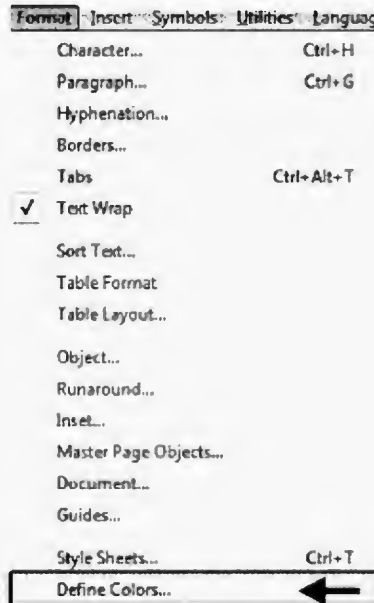 Format Insert Symbols Utilities Languag
Character... Ctrl+H
Paragraph... Ctrl+G
Hyphenation...
Borders...
Tabs Ctrl+Alt+T
✓ Text Wrap
Sort Text...
Table Format
Table Layout...
Object...
Runaround...
Inset...
Master Page Objects...
Document...
Guides...
Style Sheets... Ctrl+T
Define Colors...